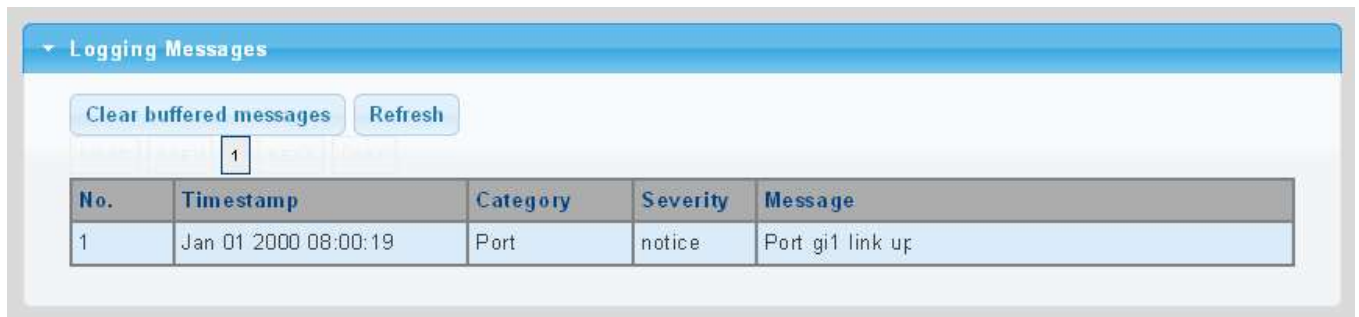 Logging Messages
Clear buffered messages Refresh
1
No. Timestamp Category Severity Message
1 Jan 01 2000 08:00:19 Port notice Port gi1 link up